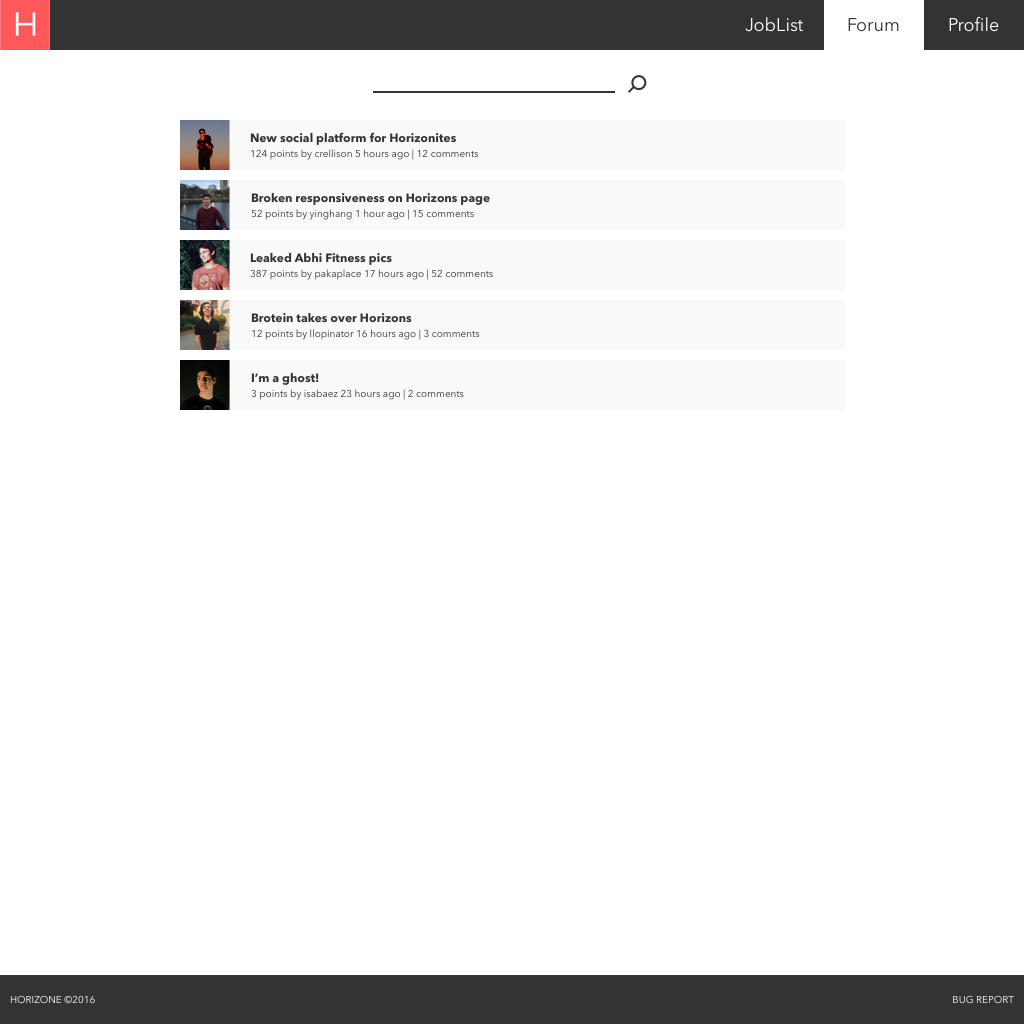 H
JobList
Forum
Profile
New social platform for Horizonites
124 points by crellison 5 hours ago | 12 comments
Broken responsiveness on Horizons page
52 points by yinghang 1 hour ago | 15 comments
Leaked Abhi Fitness pics
387 points by pakaplace 17 hours ago | 52 comments
Brotein takes over Horizons
12 points by llopinator 16 hours ago | 3 comments
I'm a ghost!
3 points by isabaez 23 hours ago | 2 comments
HORIZONE ©2016
BUG REPORT